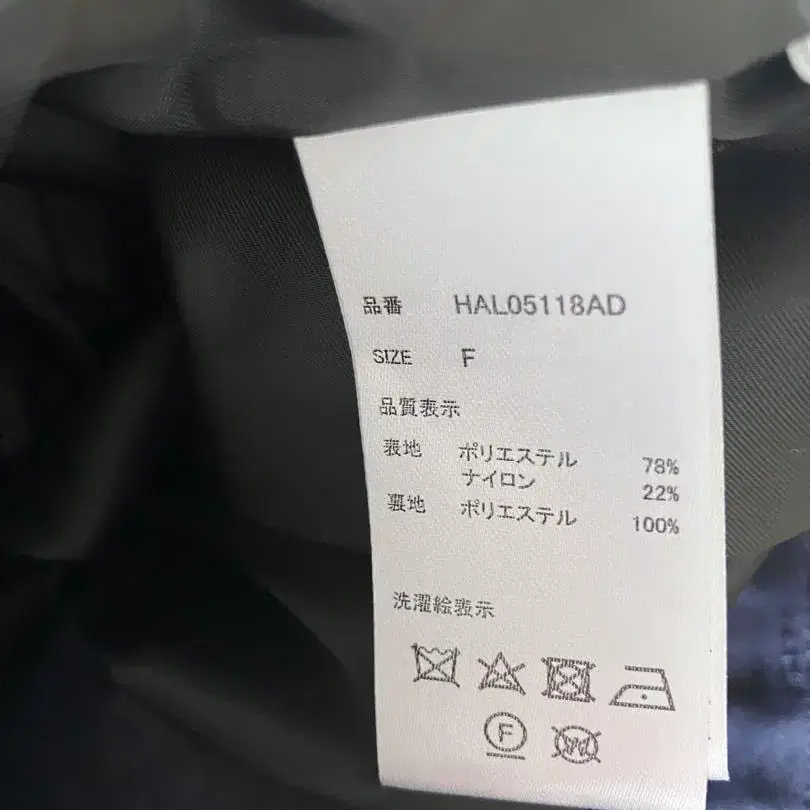 品番 HAL05118AD
SIZE F
品質表示
表地 ポリエステル 78%
ナイロン 22%
裏地 ポリエステル 100%
洗濯絵表示
F